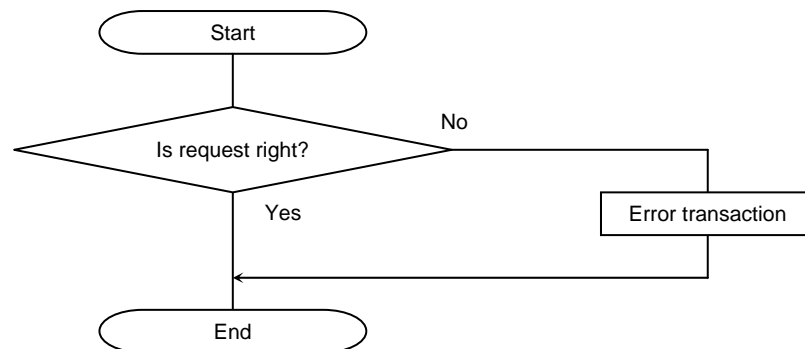 Start
Is request right?
No
Yes
Error transaction
End